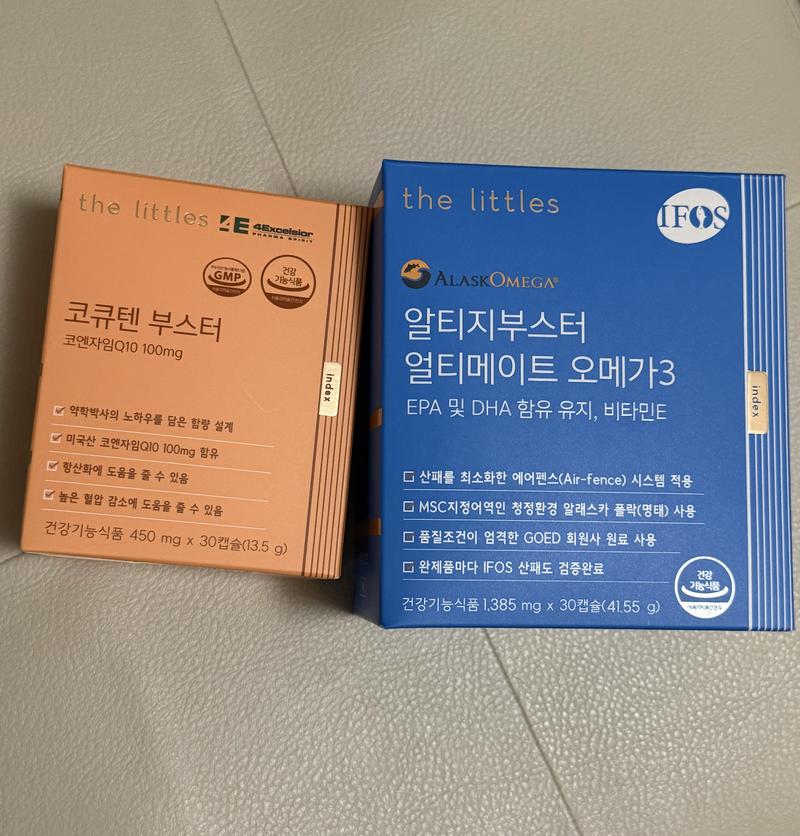 the littles
4E 4Excelsior
PHARMA SPIRIT
GMP
건강
기능식품
코큐텐 부스터
코엔자임Q10 100mg
약학박사의 노하우를 담은 함량 설계
미국산 코엔자임Q10 100mg 함유
항산화에 도움을 줄 수 있음
높은 혈압 감소에 도움을 줄 수 있음
건강기능식품 450 mg x 30캡슐(13.5 g)
index
the littles
IFOS
ALASKOMEGA®
알티지부스터
얼티메이트 오메가3
EPA 및 DHA 함유 유지, 비타민E
산패를 최소화한 에어펜스(Air-fence) 시스템 적용
MSC지정어역인 청정환경 알래스카 폴락(명태) 사용
품질조건이 엄격한 GOED 회원사 원료 사용
완제품마다 IFOS 산패도 검증완료
건강기능식품 1,385 mg x 30캡슐(41.55 g)
건강
기능식품
index